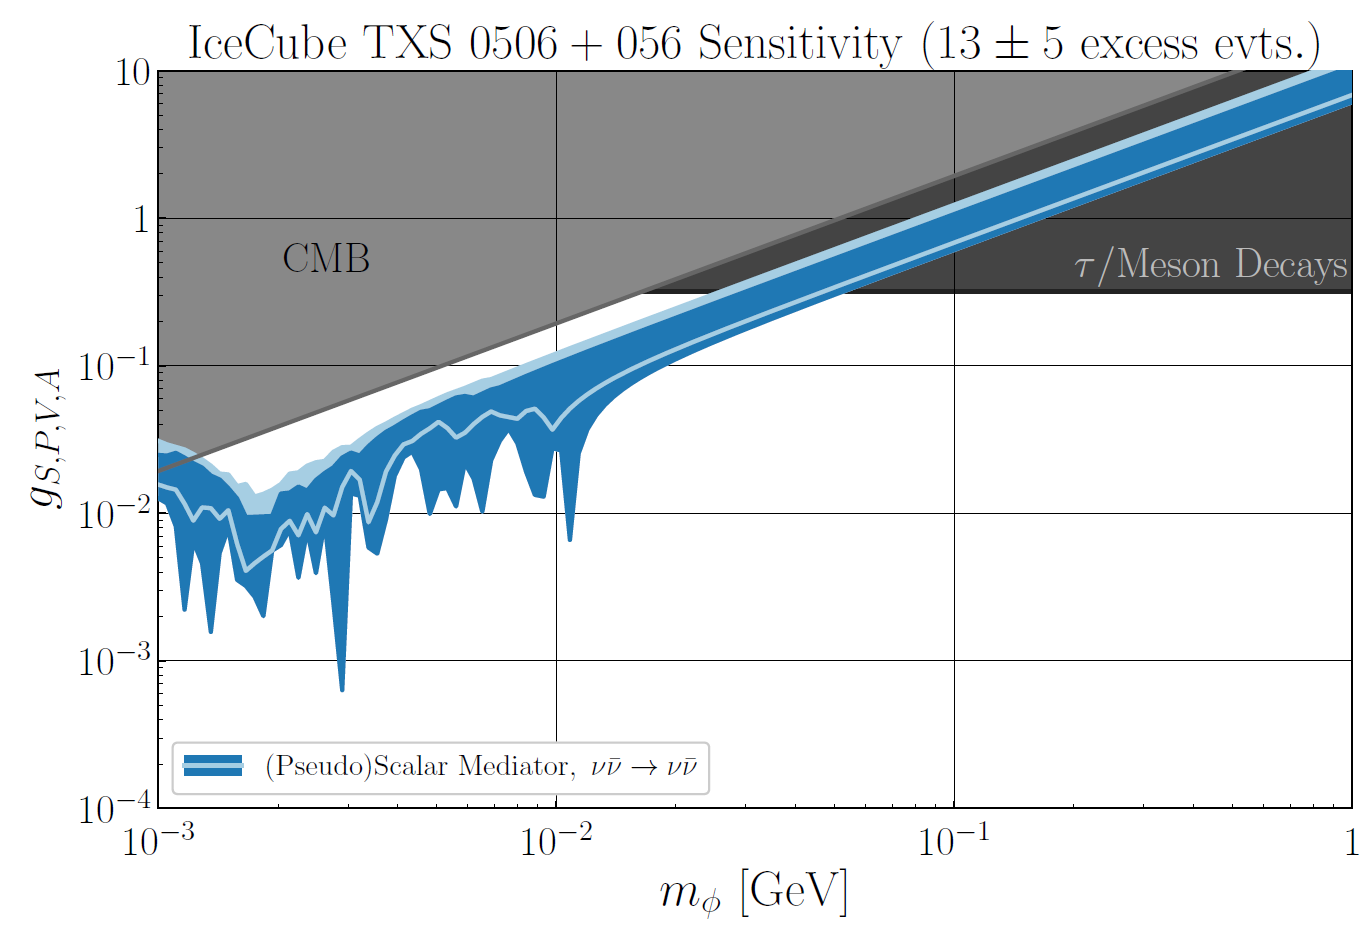 IceCube TXS 0506 + 056 Sensitivity (13 ± 5 excess evts.)
10
1
10⁻¹
10⁻²
10⁻³
10⁻⁴
g_{S,P,V,A}
CMB
τ/Meson Decays
(Pseudo)Scalar Mediator, νν̄ → νν̄
10⁻³ 10⁻² 10⁻¹ 1
m_ϕ [GeV]